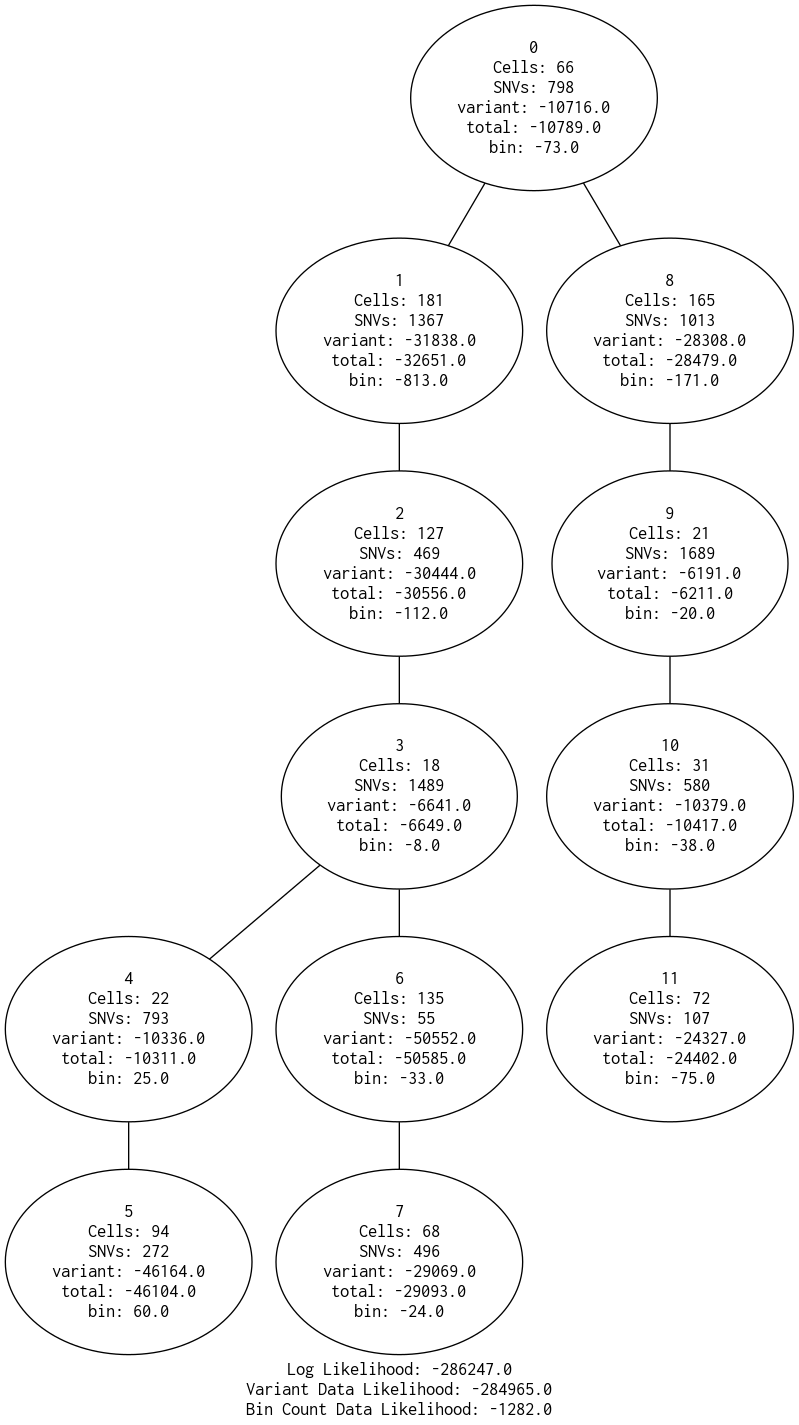 0
Cells: 66
SNVs: 798
variant: -10716.0
total: -10789.0
bin: -73.0
1
Cells: 181
SNVs: 1367
variant: -31838.0
total: -32651.0
bin: -813.0
8
Cells: 165
SNVs: 1013
variant: -28308.0
total: -28479.0
bin: -171.0
2
Cells: 127
SNVs: 469
variant: -30444.0
total: -30556.0
bin: -112.0
9
Cells: 21
SNVs: 1689
variant: -6191.0
total: -6211.0
bin: -20.0
3
Cells: 18
SNVs: 1489
variant: -6641.0
total: -6649.0
bin: -8.0
10
Cells: 31
SNVs: 580
variant: -10379.0
total: -10417.0
bin: -38.0
4
Cells: 22
SNVs: 793
variant: -10336.0
total: -10311.0
bin: 25.0
6
Cells: 135
SNVs: 55
variant: -50552.0
total: -50585.0
bin: -33.0
11
Cells: 72
SNVs: 107
variant: -24327.0
total: -24402.0
bin: -75.0
5
Cells: 94
SNVs: 272
variant: -46164.0
total: -46104.0
bin: 60.0
7
Cells: 68
SNVs: 496
variant: -29069.0
total: -29093.0
bin: -24.0
Log Likelihood: -286247.0
Variant Data Likelihood: -284965.0
Bin Count Data Likelihood: -1282.0